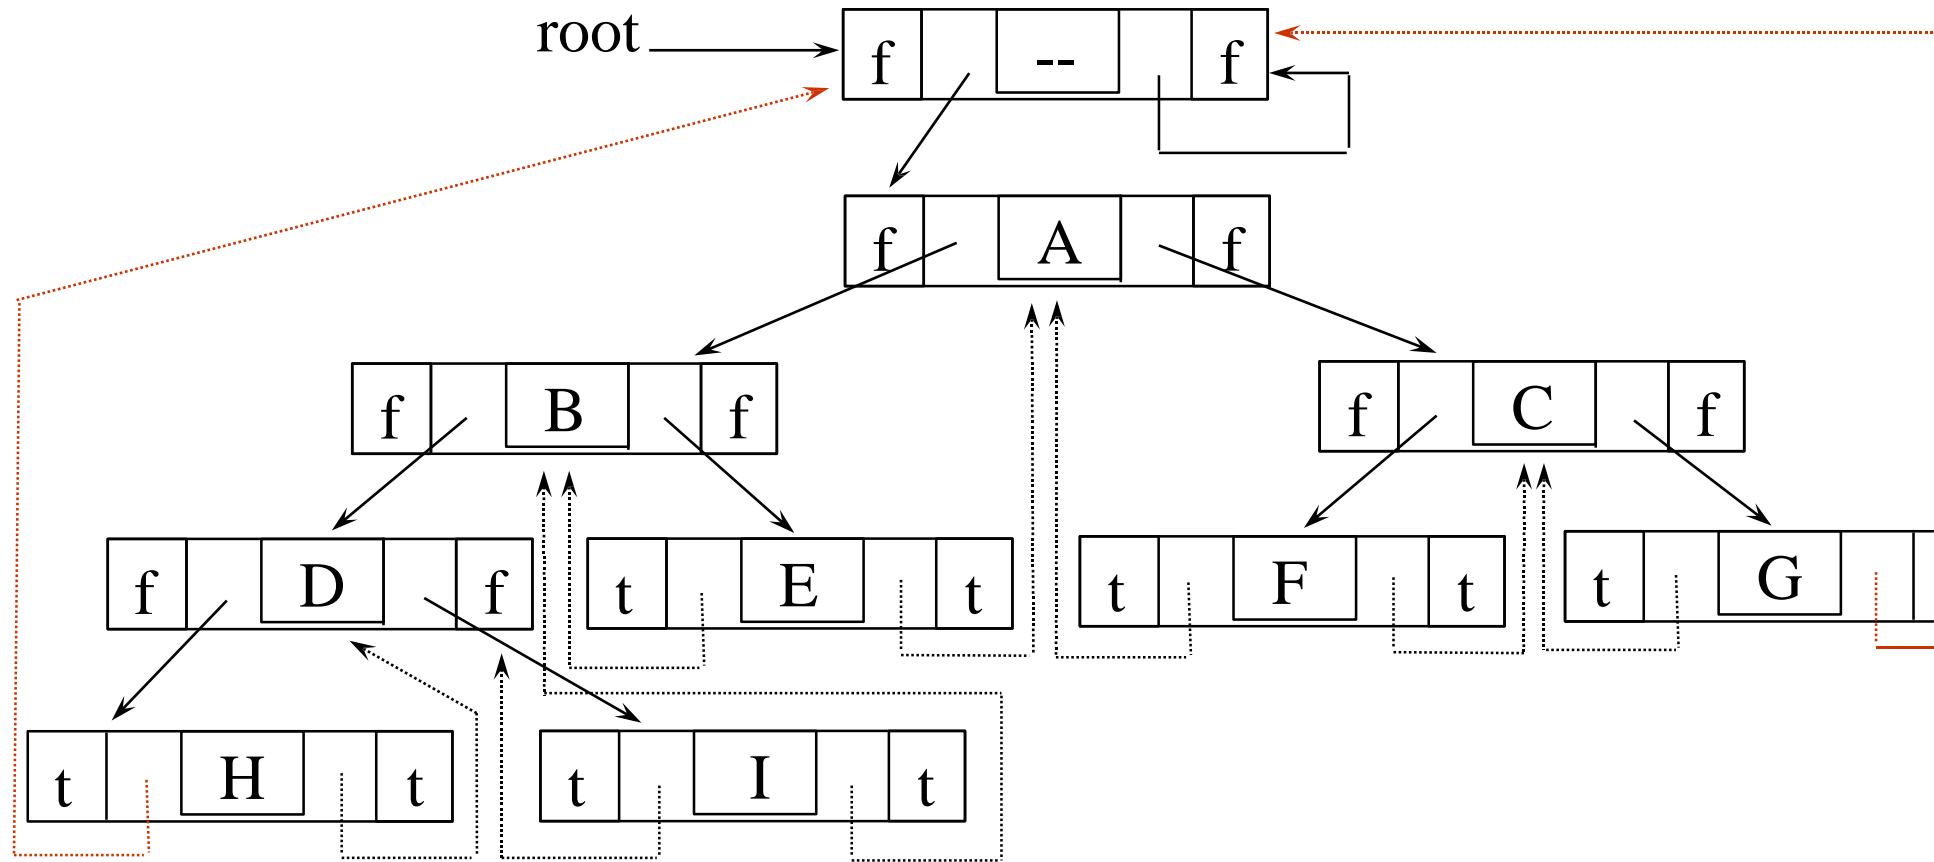 root f -- f
f A f
f B f f C f
f D f t E t t F t t G
t H t t I t